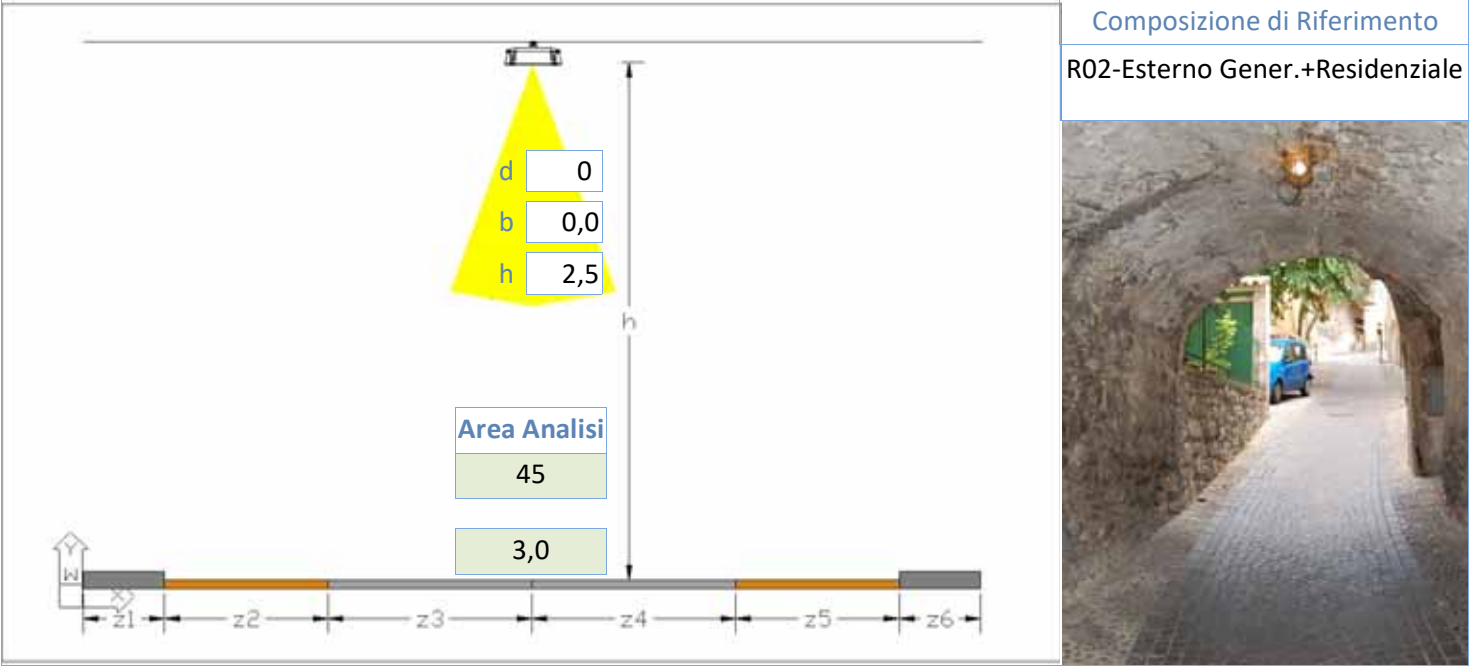 Composizione di Riferimento
R02-Esterno Gener.+Residenziale
d 0
b 0,0
h 2,5
h
Area Analisi
45
3,0
Y
W
X
z1 z2 z3 z4 z5 z6